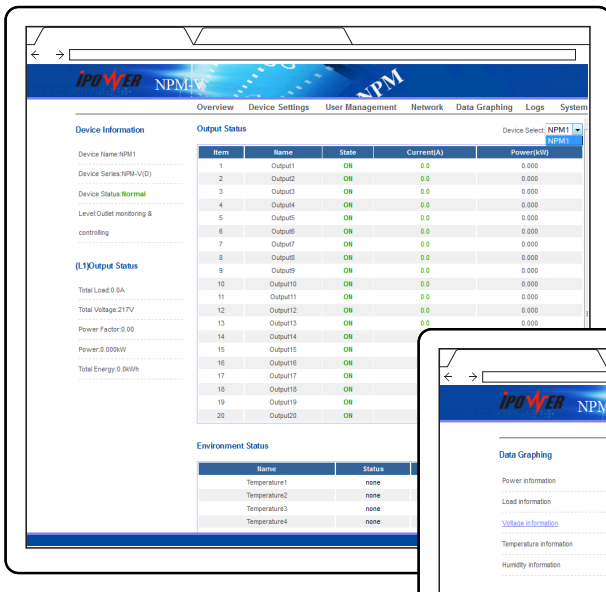 iPOWER NPM-V
NPM
Overview Device Settings User Management Network Data Graphing Logs System
Device Information
Device Name:NPM1
Device Series:NPM-V(D)
Device Status:Normal
Level:Outlet monitoring &
controlling
(L1)Output Status
Total Load:0.0A
Total Voltage:217V
Power Factor:0.00
Power:0.000kW
Total Energy:0.0kWh
Output Status
Device Select: NPM1
NPM1
Item Name State Current(A) Power(kW)
1 Output1 ON 0.0 0.000
2 Output2 ON 0.0 0.000
3 Output3 ON 0.0 0.000
4 Output4 ON 0.0 0.000
5 Output5 ON 0.0 0.000
6 Output6 ON 0.0 0.000
7 Output7 ON 0.0 0.000
8 Output8 ON 0.0 0.000
9 Output9 ON 0.0 0.000
10 Output10 ON 0.0 0.000
11 Output11 ON 0.0 0.000
12 Output12 ON 0.0 0.000
13 Output13 ON 0.0 0.000
14 Output14 ON
15 Output15 ON
16 Output16 ON
17 Output17 ON
18 Output18 ON
19 Output19 ON
20 Output20 ON
Environment Status
Name Status
Temperature1 none
Temperature2 none
Temperature3 none
Temperature4 none
iPOWER NPM
Data Graphing
Power information
Load information
Voltage information
Temperature information
Humidity information